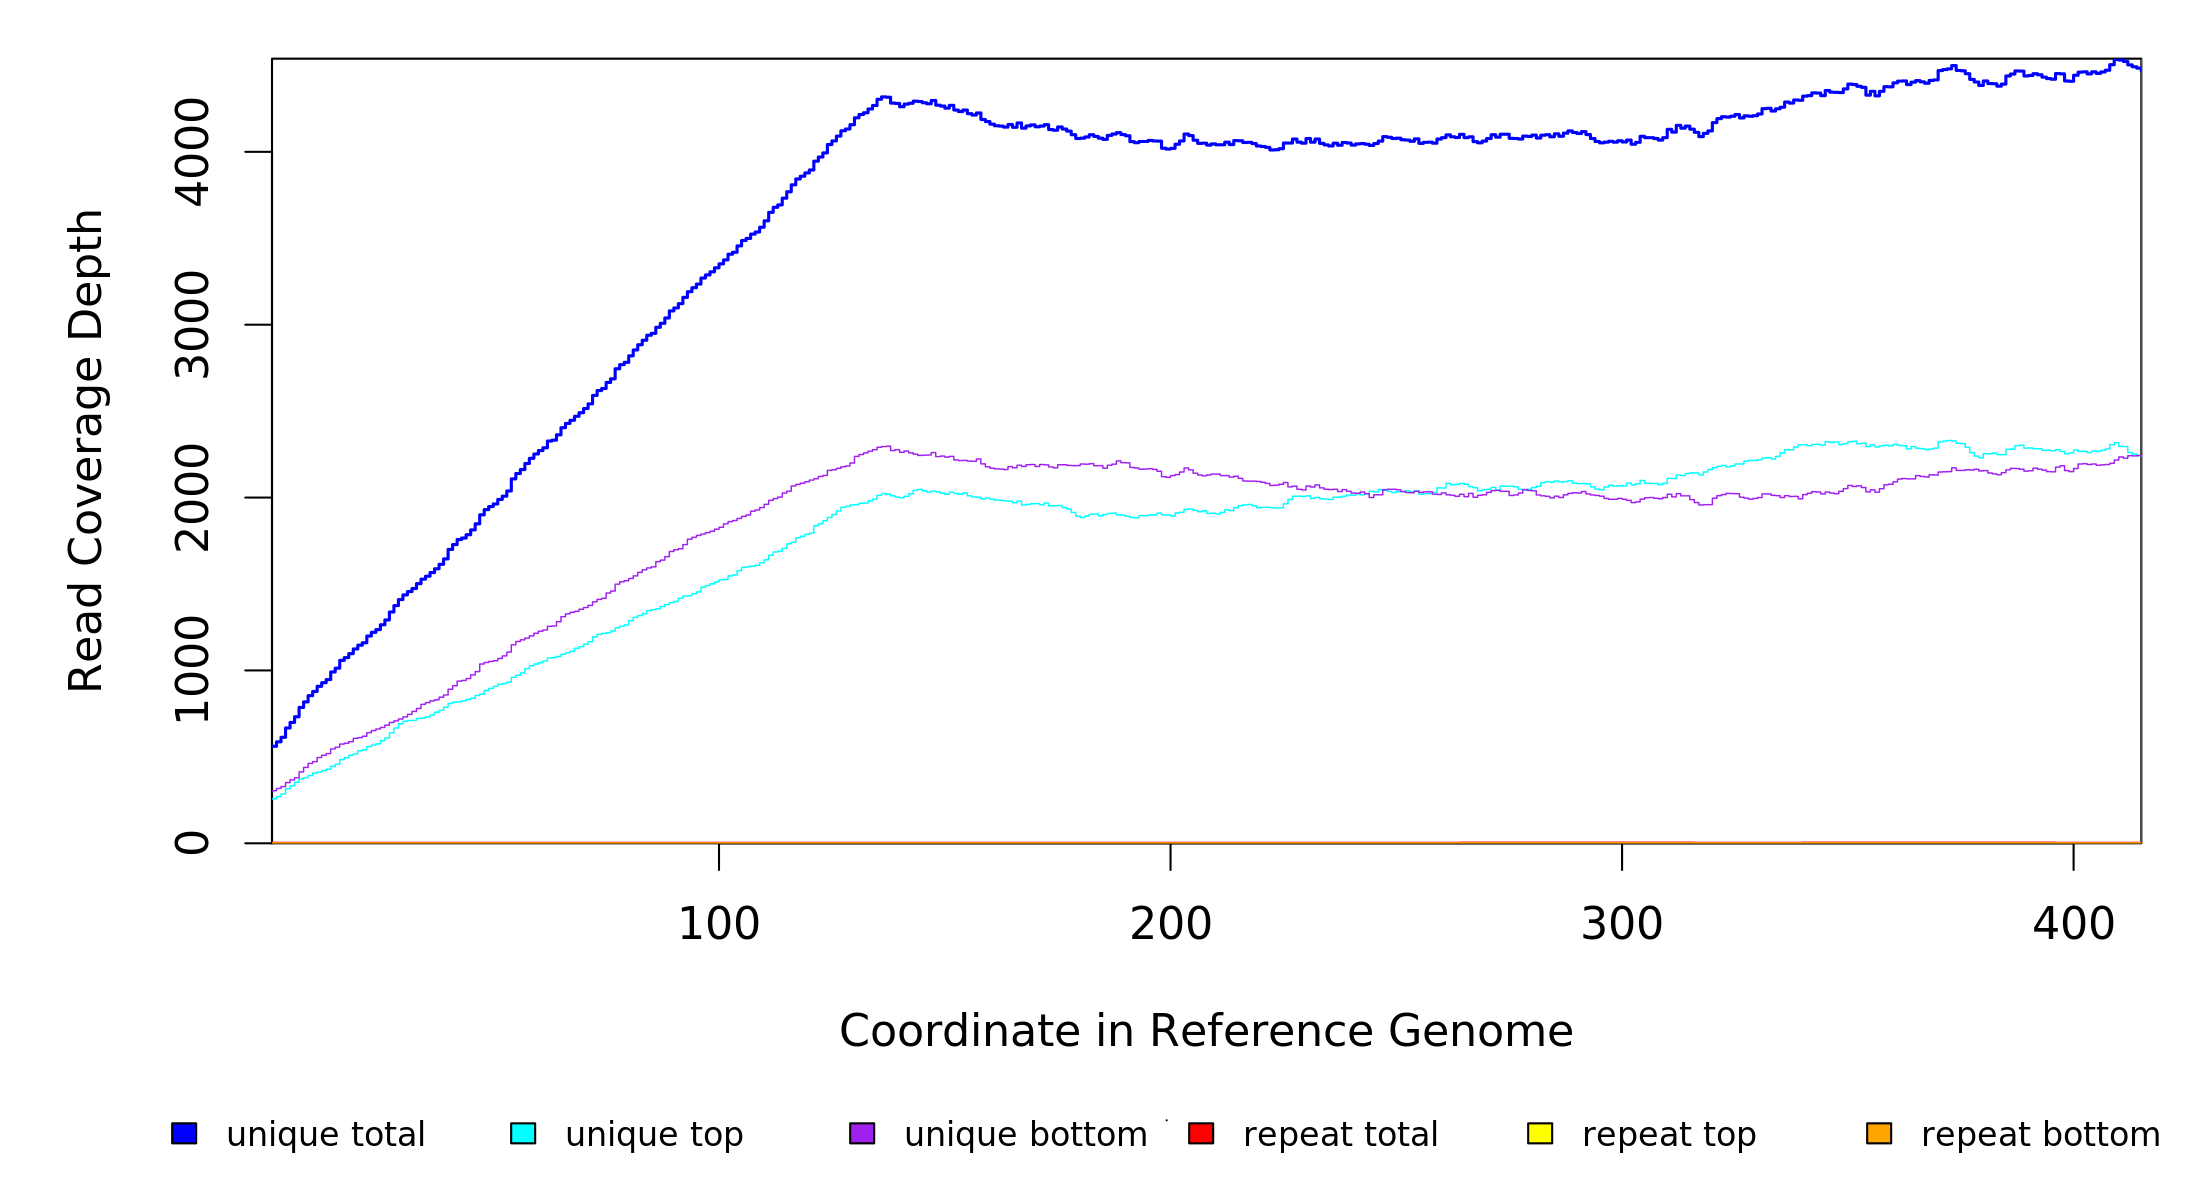 Read Coverage Depth
4000
3000
2000
1000
0
100 200 300 400
Coordinate in Reference Genome
unique total unique top unique bottom repeat total repeat top repeat bottom